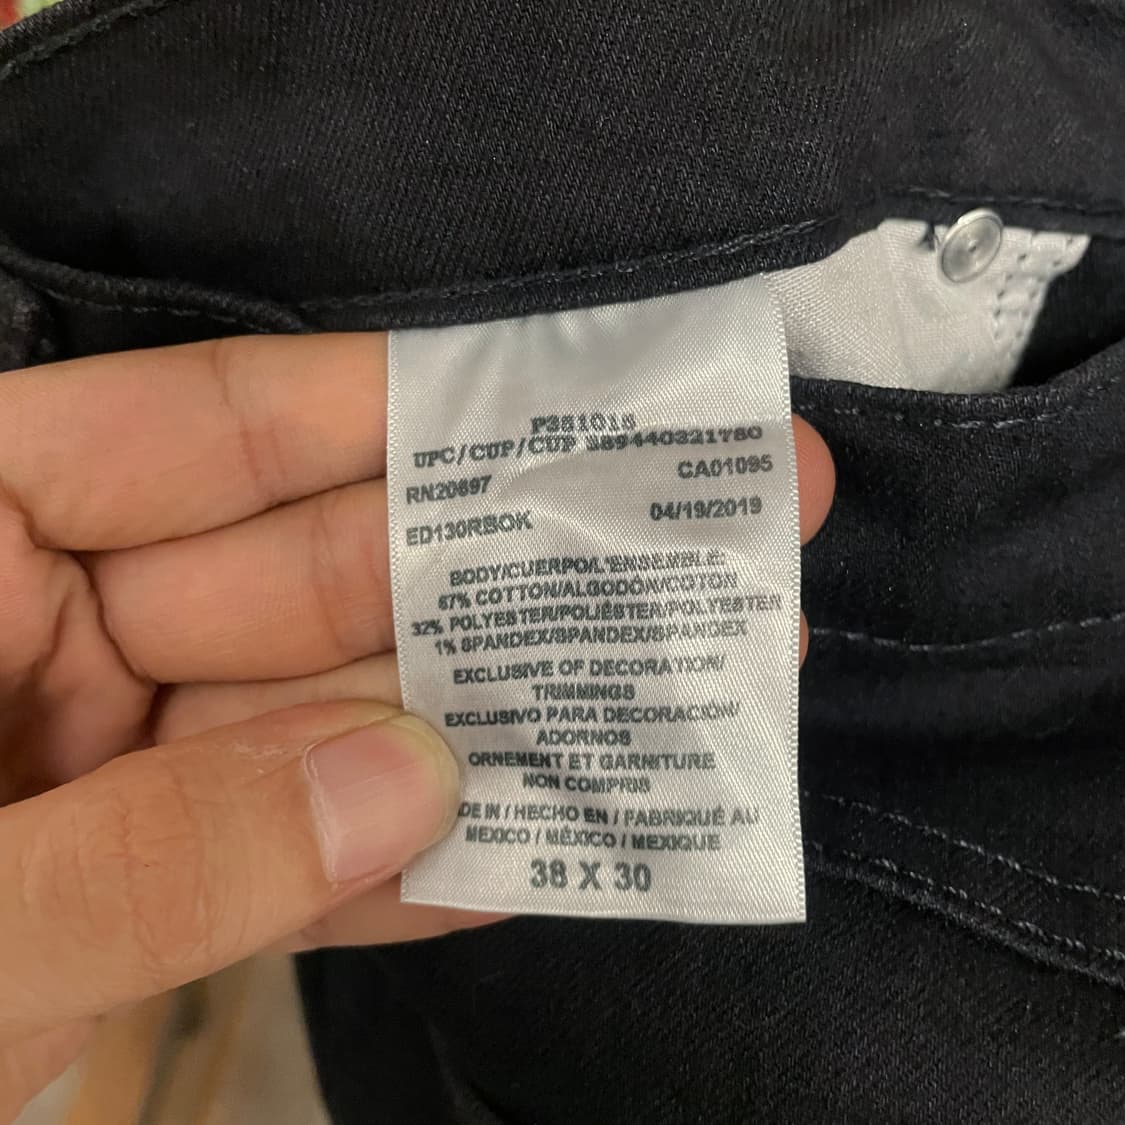 P381018
UPC/CUP/CUP 889440321780
RN20697 CA01095
ED130RBOK 04/19/2019
BODY/CUERPO/L'ENSEMBLE:
67% COTTON/ALGODÓN/COTON
32% POLYESTER/POLIÉSTER/POLYESTER
1% SPANDEX/SPANDEX/SPANDEX
EXCLUSIVE OF DECORATION/
TRIMMINGS
EXCLUSIVO PARA DECORACIÓN/
ADORNOS
ORNEMENT ET GARNITURE
NON COMPRIS
DE IN / HECHO EN / FABRIQUÉ AU
MEXICO / MÉXICO / MEXIQUE
38 X 30